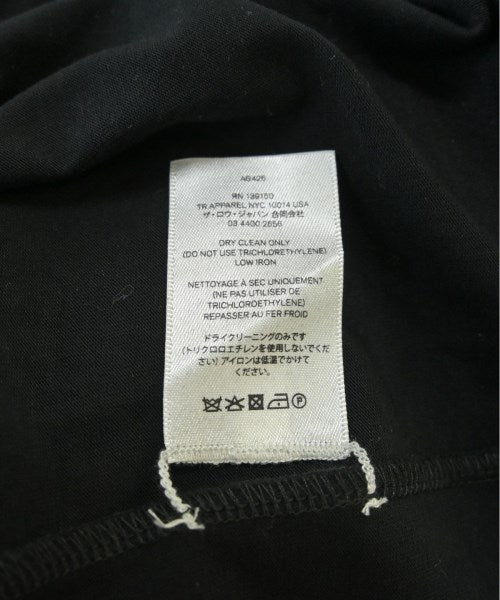 AB426
RN 139160
TR APPAREL NYC 10014 USA
ザ・ロウ・ジャパン 合同会社
03 4400 2656
DRY CLEAN ONLY
(DO NOT USE TRICHLORETHYLENE)
LOW IRON
NETTOYAGE À SEC UNIQUEMENT
(NE PAS UTILISER DE
TRICHLOROETHYLENE)
REPASSER AU FER FROID
ドライクリーニングのみです
(トリクロロエチレンを使用しないでくだ
さい) アイロンは低温でかけて
ください。
P